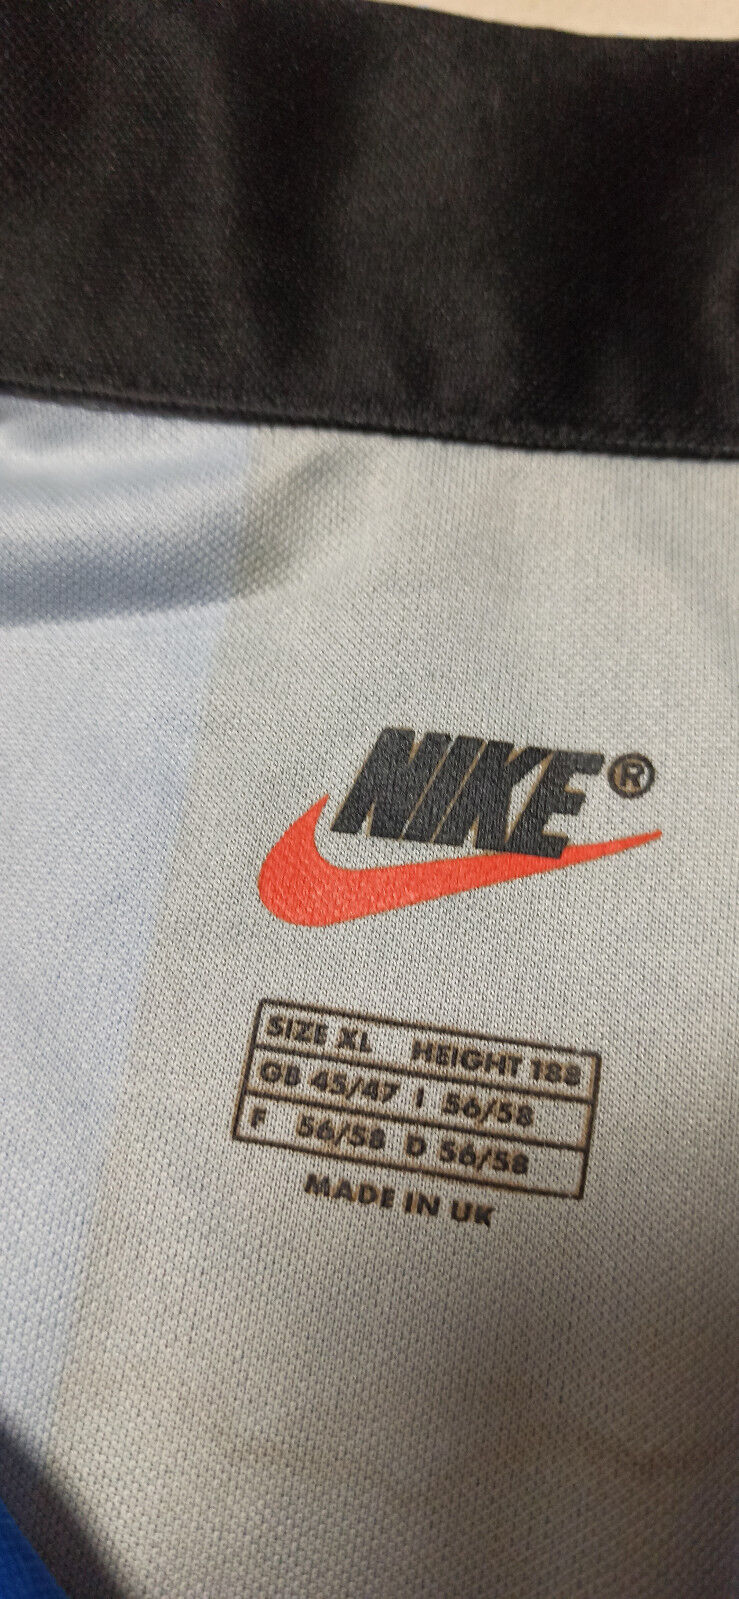 NIKE®
SIZE XL HEIGHT 188
GB 45/47 I 56/58
F 56/58 D 56/58
MADE IN UK